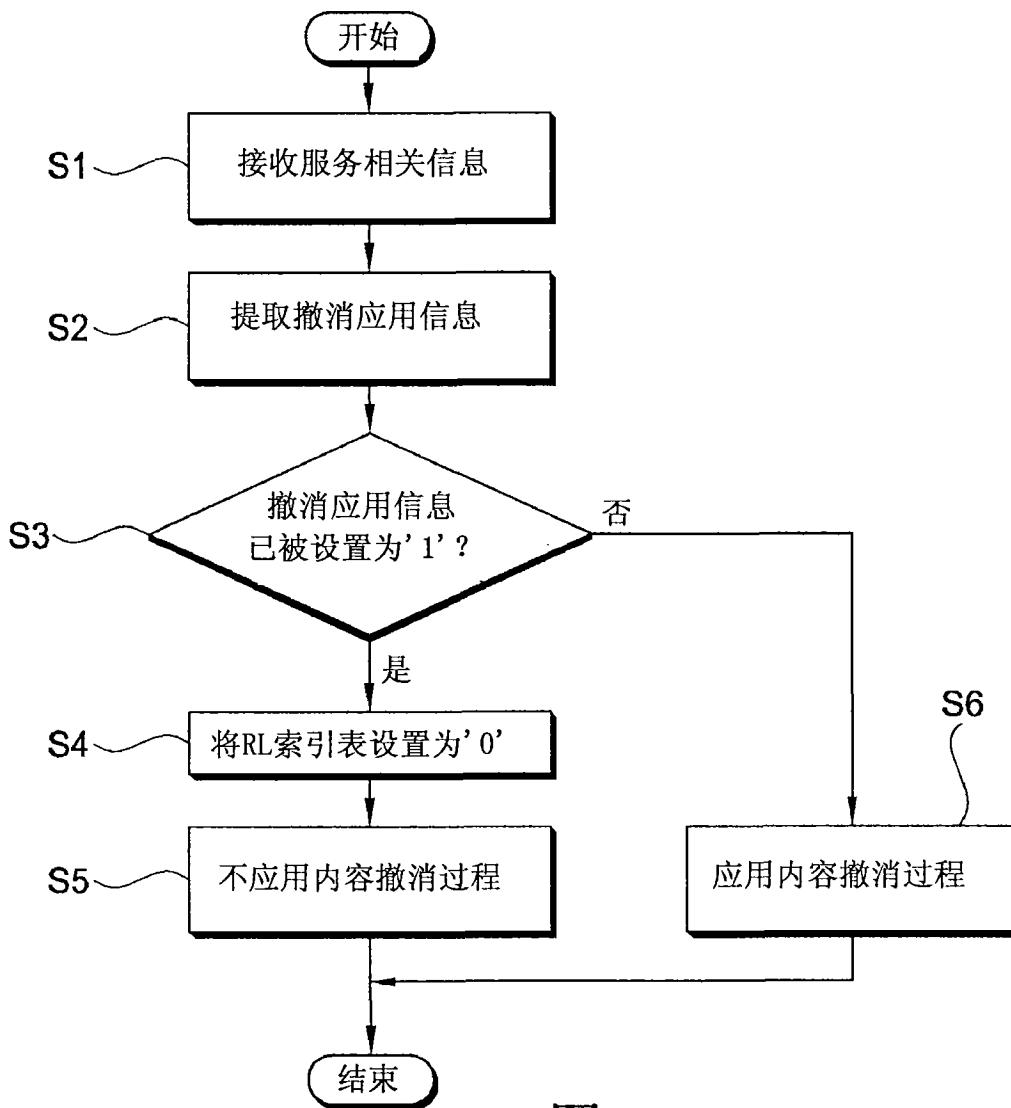 开始
S1
接收服务相关信息
S2
提取撤消应用信息
S3
撤消应用信息
已被设置为'1'?
否
是
S4
将RL索引表设置为'0'
S6
S5
不应用内容撤消过程
应用内容撤消过程
结束